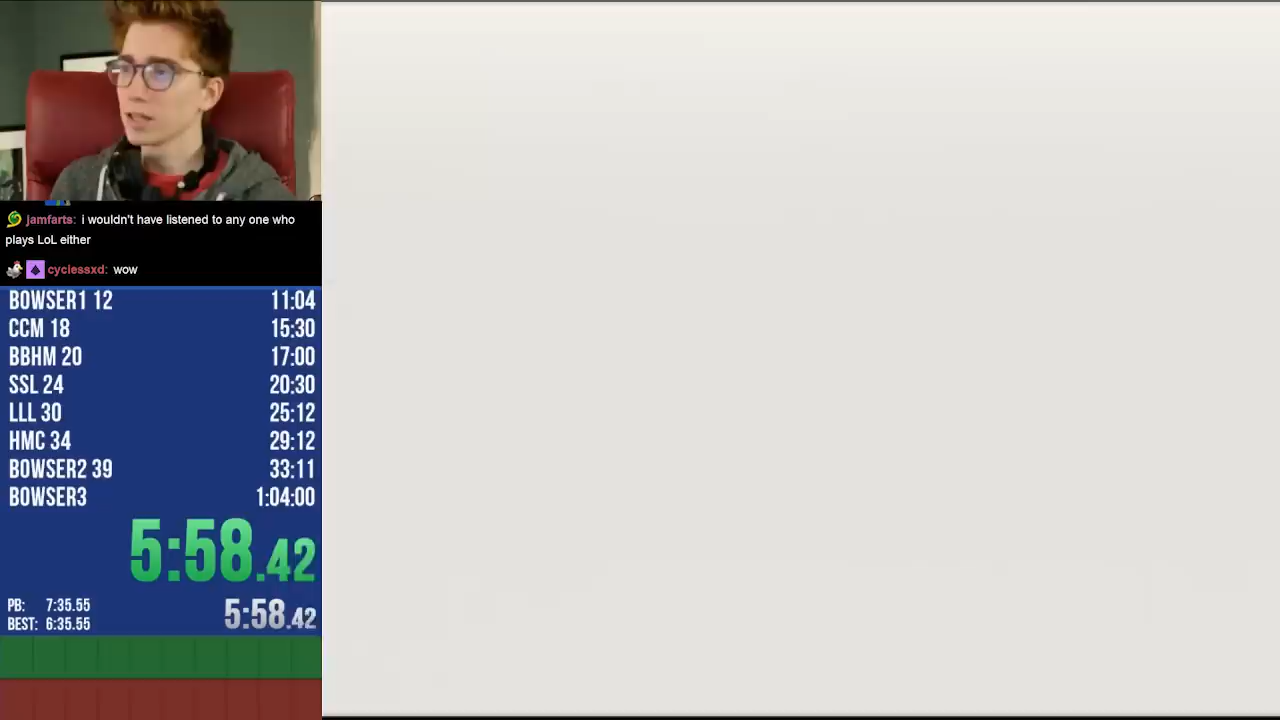 jamfarts: i wouldn't have listened to any one who
plays LoL either
cyclessxd: wow
BOWSER1 12 11:04
CCM 18 15:30
BBHM 20 17:00
SSL 24 20:30
LLL 30 25:12
HMC 34 29:12
BOWSER2 39 33:11
BOWSER3 1:04:00
5:58.42
PB: 7:35.55
BEST: 6:35.55
5:58.42